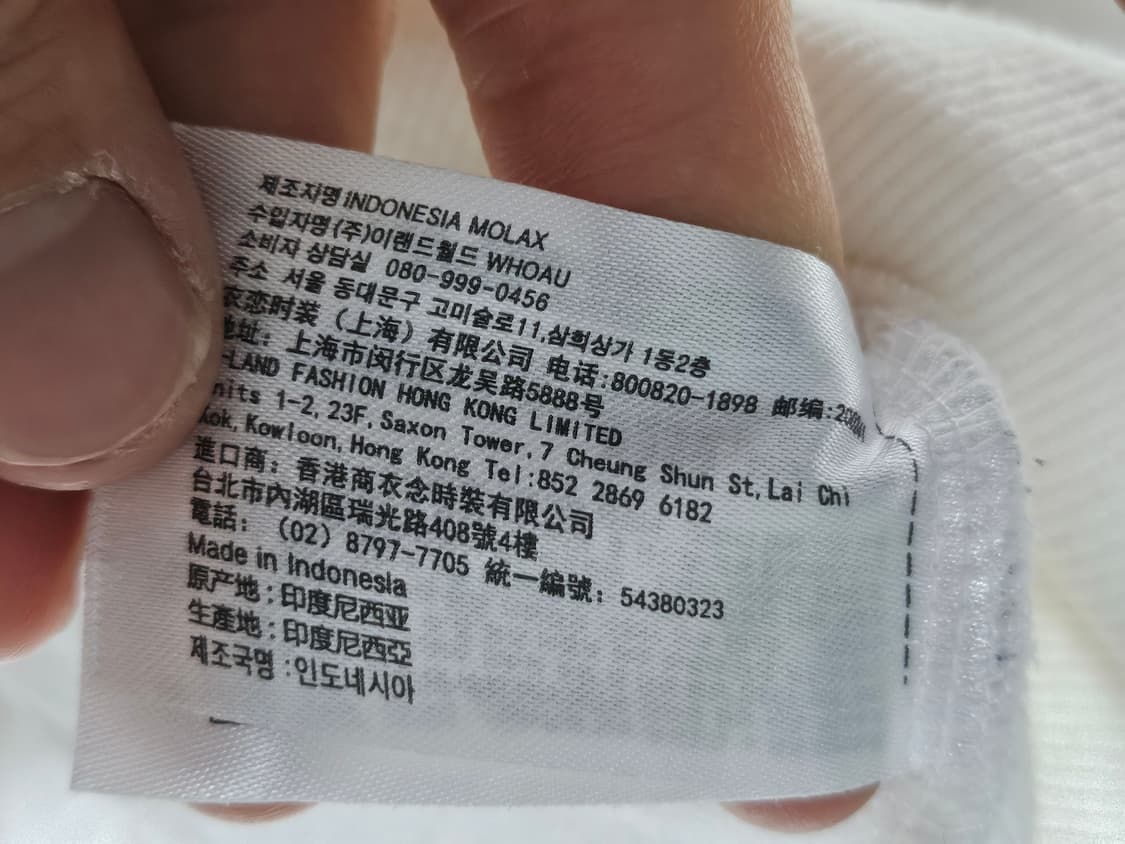 제조자명 INDONESIA MOLAX
수입자명 (주)이랜드월드 WHOAU
소비자 상담실 080-999-0456
주소 서울 동대문구 고미술로11,삼희상가 1동2층
衣恋时装（上海）有限公司 电话:800820-1898 邮编:
地址: 上海市闵行区龙吴路5888号
-LAND FASHION HONG KONG LIMITED
nits 1-2,23F,Saxon Tower,7 Cheung Shun St,Lai Chi
Kok,Kowloon,Hong Kong Tel:852 2869 6182
進口商: 香港商衣念時裝有限公司
台北市內湖區瑞光路408號4樓
電話: (02) 8797-7705 統一編號: 54380323
Made in Indonesia
原产地:印度尼西亚
生產地:印度尼西亞
제조국명 :인도네시아